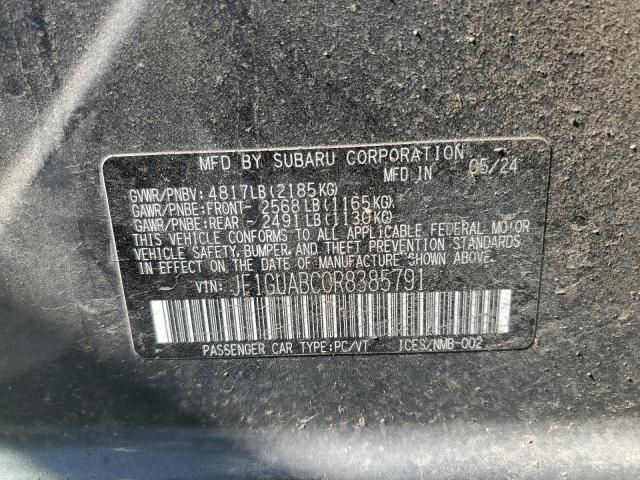 MFD BY SUBARU CORPORATION
MFD IN 05/24
GVWR/PNBV: 4817LB(2185KG)
GAWR/PNBE:FRONT- 2568LB(1165KG)
GAWR/PNBE:REAR - 2491LB(1130KG)
THIS VEHICLE CONFORMS TO ALL APPLICABLE FEDERAL MOTOR
VEHICLE SAFETY, BUMPER, AND THEFT PREVENTION STANDARDS
IN EFFECT ON THE DATE OF MANUFACTURE SHOWN ABOVE.
VIN: JF1GUABC0R8385791
PASSENGER CAR TYPE:PC/VT ICES/NMB-002